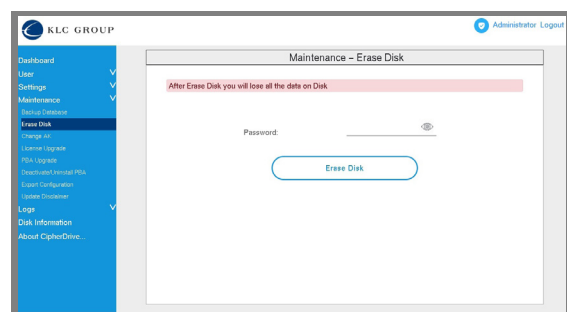 KLC GROUP
Administrator Logout
Dashboard
User
Settings
Maintenance
Backup Database
Erase Disk
Change AK
License Upgrade
PBA Upgrade
Deactivate/Uninstall PBA
Export Configuration
Update Disclaimer
Logs
Disk Information
About CipherDrive...
Maintenance - Erase Disk
After Erase Disk you will lose all the data on Disk
Password:
Erase Disk